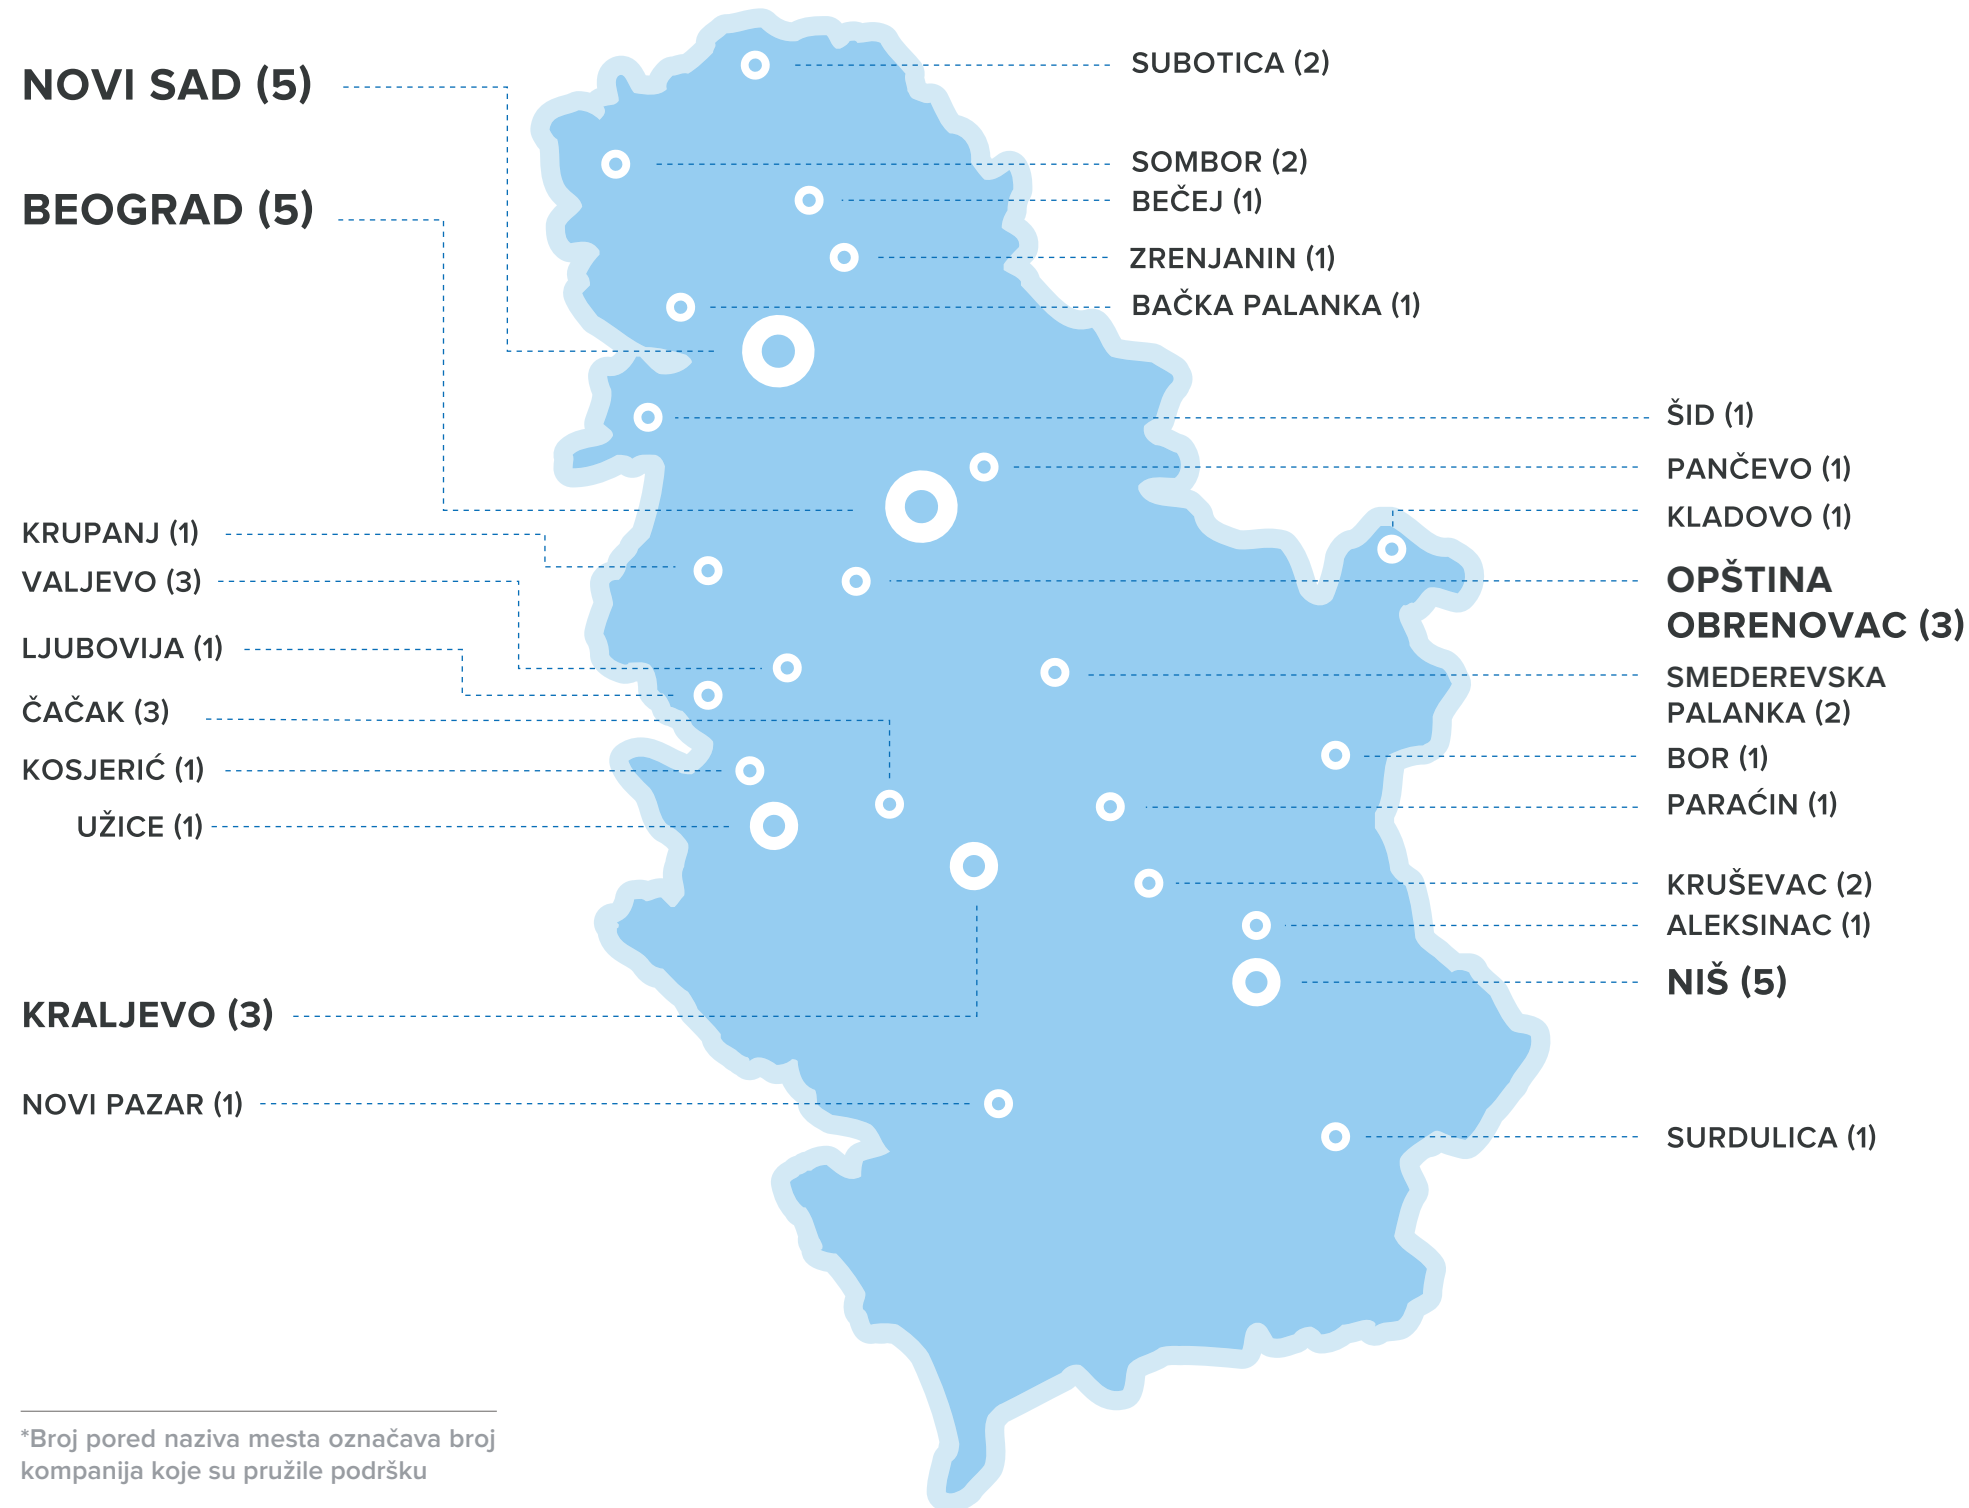 NOVI SAD (5)
BEOGRAD (5)
KRUPANJ (1)
VALJEVO (3)
LJUBOVIJA (1)
ČAČAK (3)
KOSJERIĆ (1)
UŽICE (1)
KRALJEVO (3)
NOVI PAZAR (1)
SUBOTICA (2)
SOMBOR (2)
BEČEJ (1)
ZRENJANIN (1)
BAČKA PALANKA (1)
ŠID (1)
PANČEVO (1)
KLADOVO (1)
OPŠTINA
OBRENOVAC (3)
SMEDEREVSKA
PALANKA (2)
BOR (1)
PARAĆIN (1)
KRUŠEVAC (2)
ALEKSINAC (1)
NIŠ (5)
SURDULICA (1)
*Broj pored naziva mesta označava broj
kompanija koje su pružile podršku